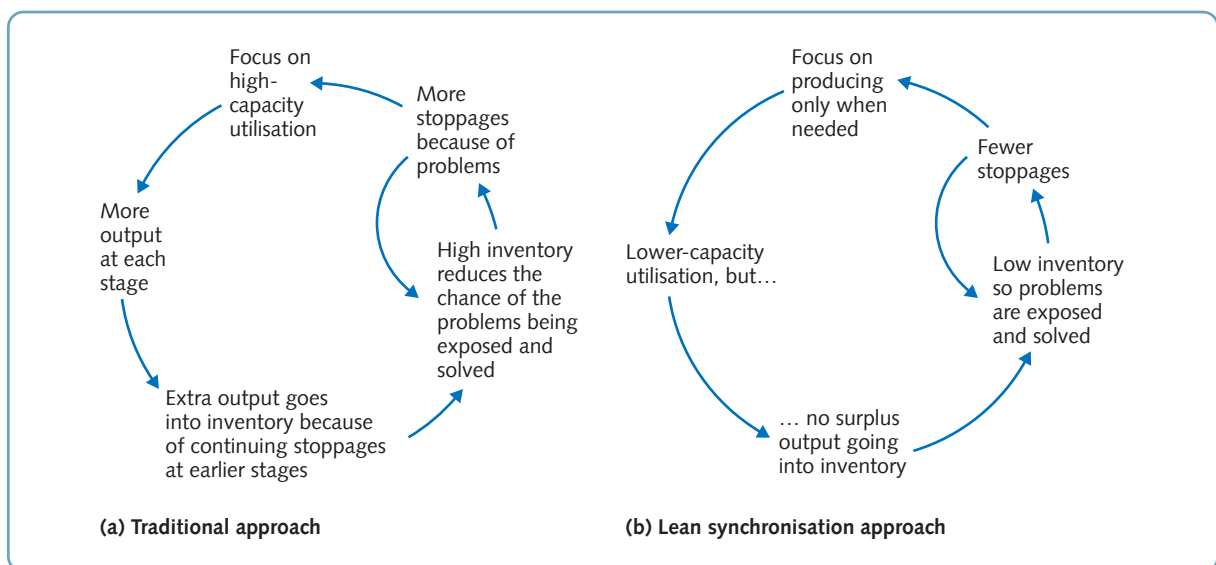 Focus on
high-
capacity
utilisation
More
output
at each
stage
Extra output goes
into inventory because
of continuing stoppages
at earlier stages
High inventory
reduces the
chance of the
problems being
exposed and
solved
More
stoppages
because of
problems
(a) Traditional approach
Focus on
producing
only when
needed
Lower-capacity
utilisation, but…
… no surplus
output going
into inventory
Low inventory
so problems
are exposed
and solved
Fewer
stoppages
(b) Lean synchronisation approach